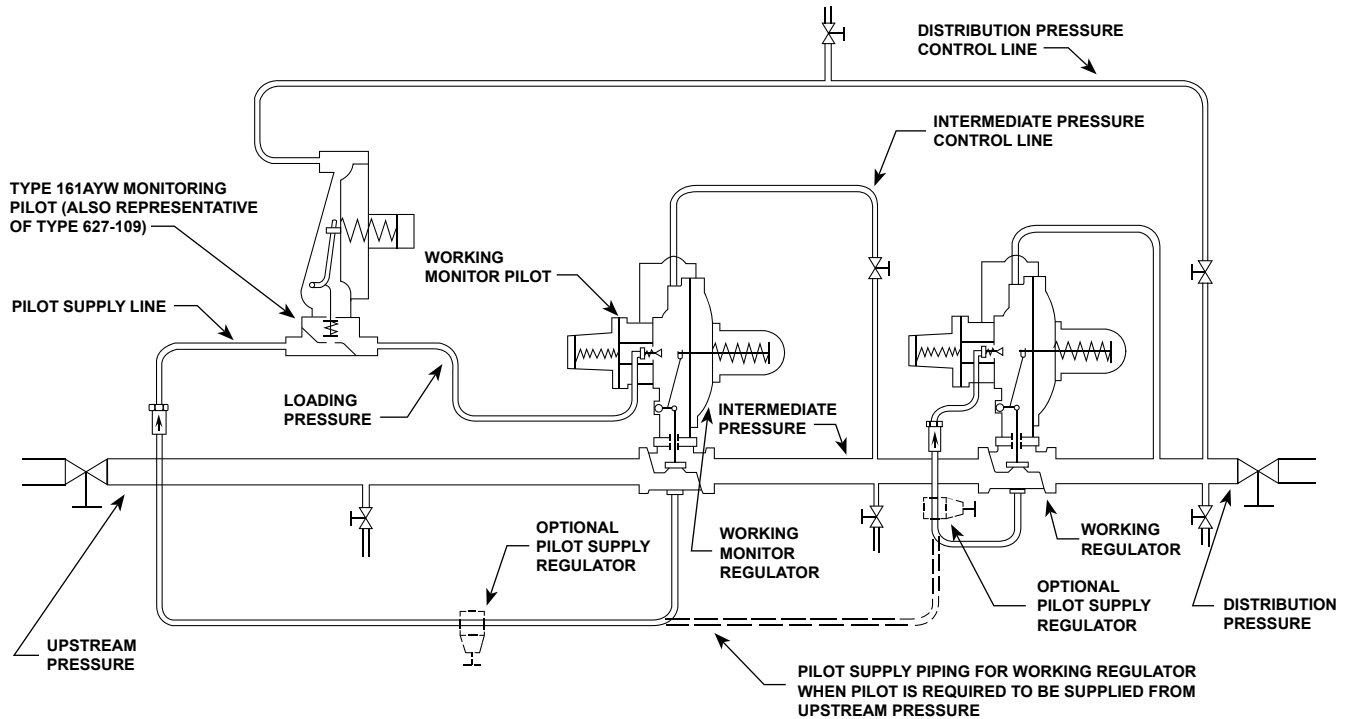 DISTRIBUTION PRESSURE
CONTROL LINE
INTERMEDIATE PRESSURE
CONTROL LINE
TYPE 161AYW MONITORING
PILOT (ALSO REPRESENTATIVE
OF TYPE 627-109)
WORKING
MONITOR PILOT
PILOT SUPPLY LINE
LOADING
PRESSURE
INTERMEDIATE
PRESSURE
OPTIONAL
PILOT SUPPLY
REGULATOR
WORKING
MONITOR
REGULATOR
WORKING
REGULATOR
OPTIONAL
PILOT SUPPLY
REGULATOR
DISTRIBUTION
PRESSURE
UPSTREAM
PRESSURE
PILOT SUPPLY PIPING FOR WORKING REGULATOR
WHEN PILOT IS REQUIRED TO BE SUPPLIED FROM
UPSTREAM PRESSURE